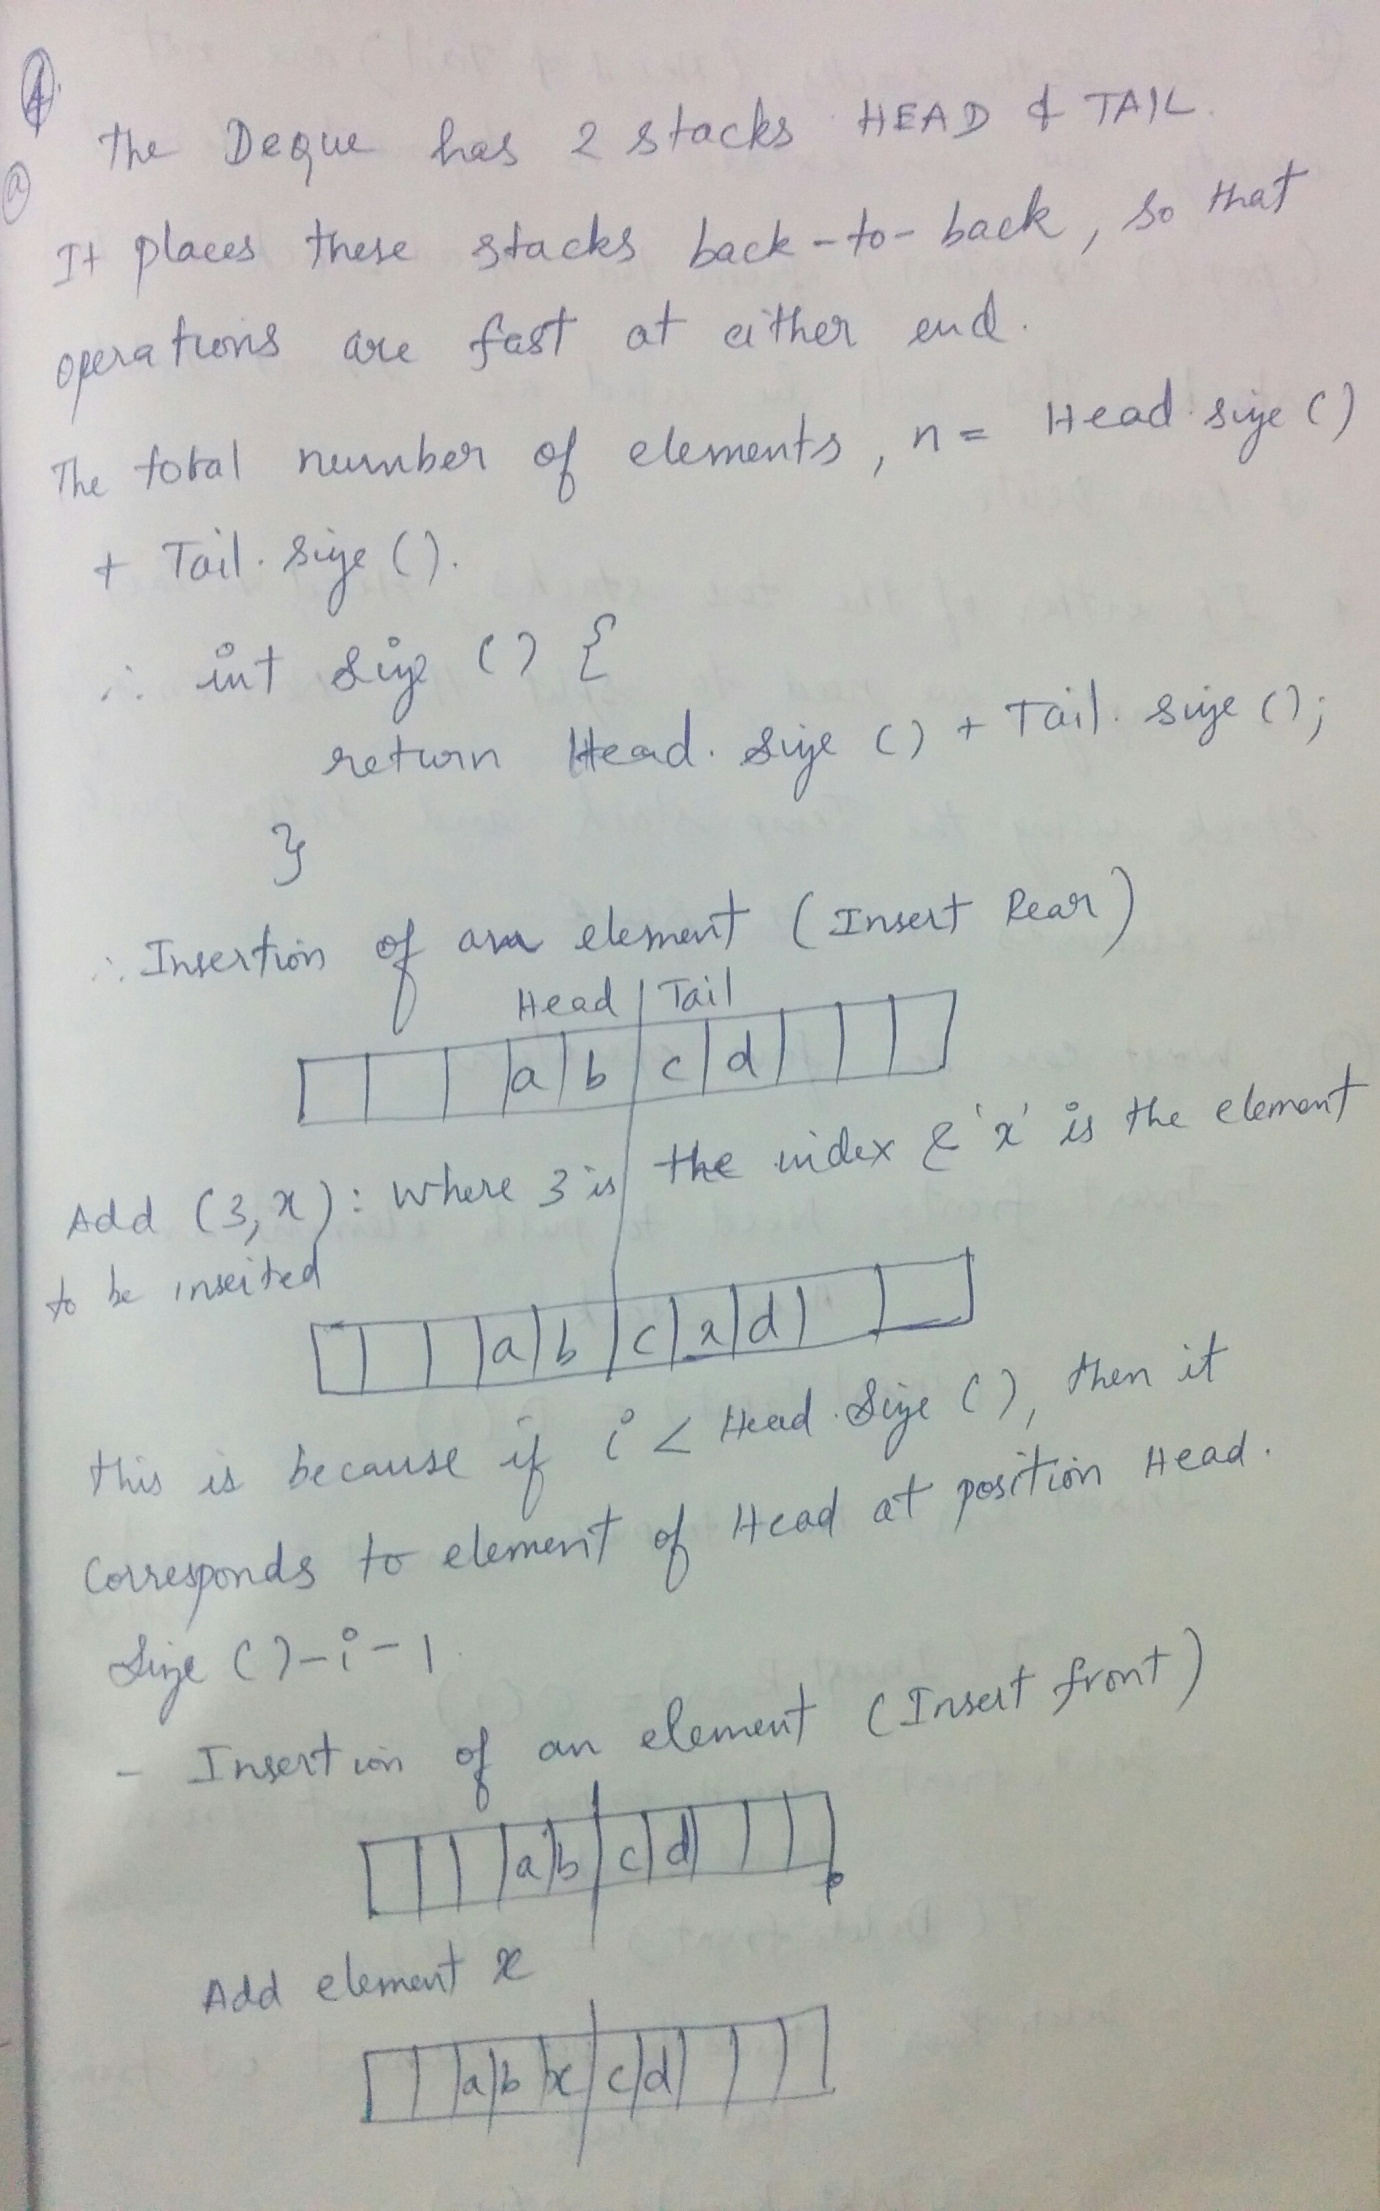 4.
a
The Deque has 2 stacks HEAD & TAIL.
It places these stacks back-to-back, so that
operations are fast at either end.
The total number of elements, n = Head.size()
+ Tail.size().
∴ int size() {
return Head.size() + Tail.size();
}
∴ Insertion of an element (Insert Rear)
Head | Tail
a b c d
Add (3,x): where 3 is the index & 'x' is the element
to be inserted
a b c x d
this is because if i < Head.Size(), then it
Corresponds to element of Head at position Head.
Size()-i-1
- Insertion of an element (Insert front)
a b c d
Add element x
a b x c d